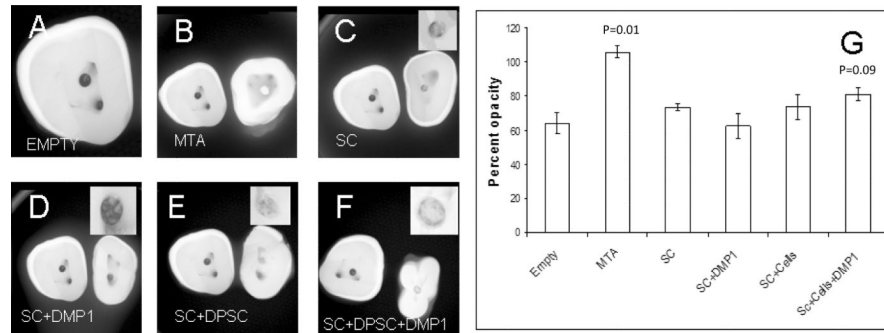 A
EMPTY
B
MTA
C
SC
D
SC+DMP1
E
SC+DPSC
F
SC+DPSC+DMP1
G
Percent opacity
120
100
80
60
40
20
0
P=0.01
P=0.09
Empty
MTA
SC
SC+DMP1
SC+Cells
Sc+Cells+DMP1